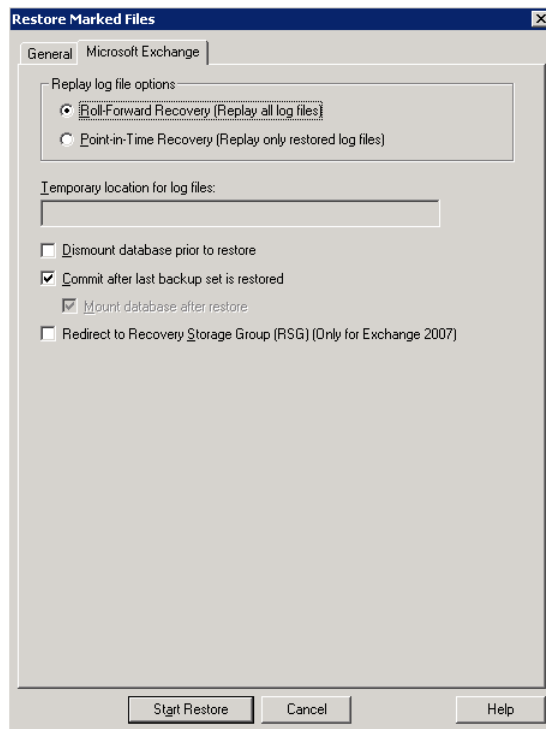 Restore Marked Files
General
Microsoft Exchange
Replay log file options
Roll-Forward Recovery (Replay all log files)
Point-in-Time Recovery (Replay only restored log files)
Temporary location for log files:
Dismount database prior to restore
Commit after last backup set is restored
Mount database after restore
Redirect to Recovery Storage Group (RSG) (Only for Exchange 2007)
Start Restore
Cancel
Help